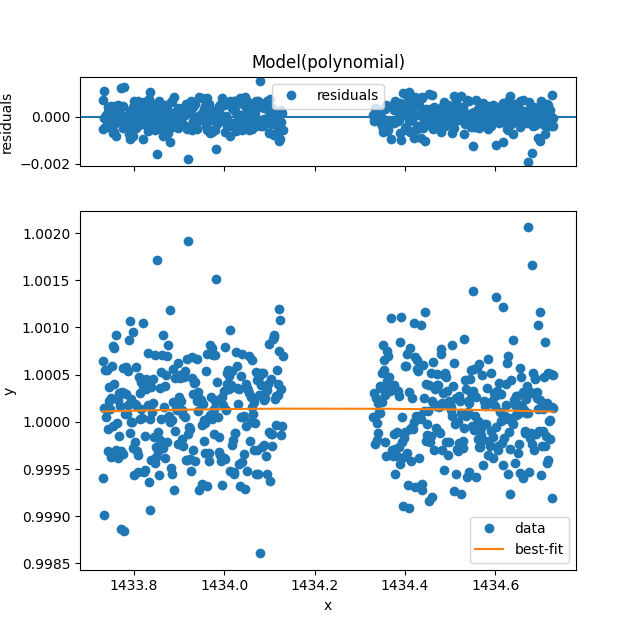 Model(polynomial)
residuals
0.000
−0.002
residuals
1.0020
1.0015
1.0010
1.0005
1.0000
0.9995
0.9990
0.9985
y
data
best-fit
1433.8
1434.0
1434.2
1434.4
1434.6
x